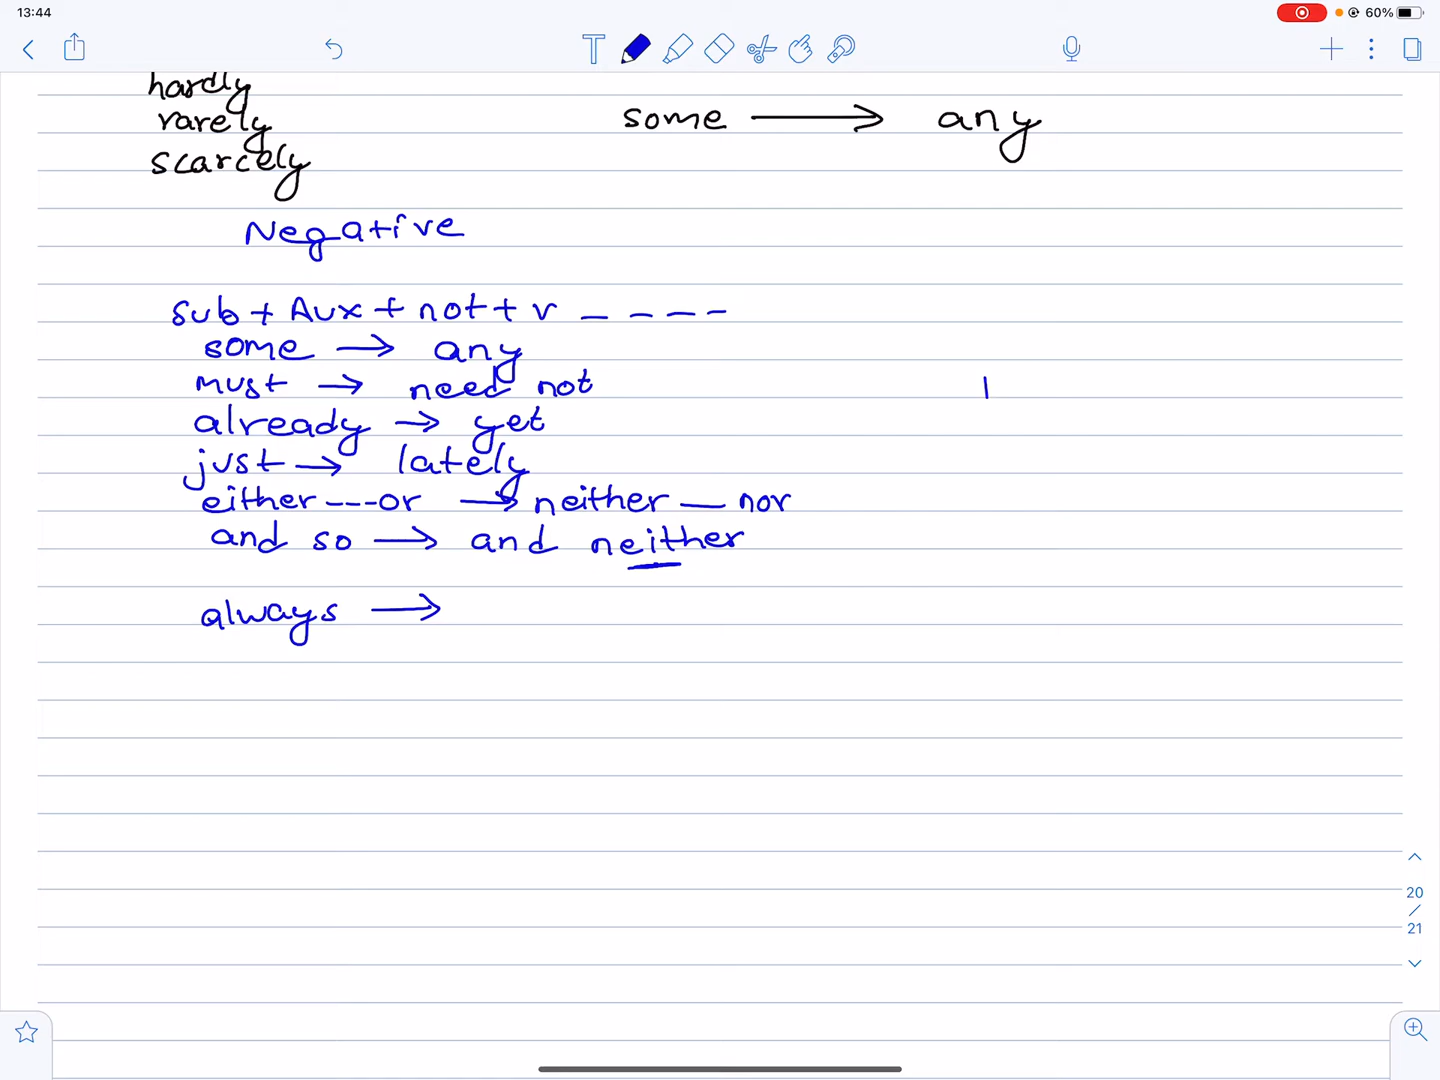 13:44
60%
hardly
rarely
some → any
scarcely
Negative
sub + Aux + not + v _ _ _ _
some → any
must → need not
I
already → yet
just → lately
either ---or → neither — nor
and so → and neither
always →
20
/
21